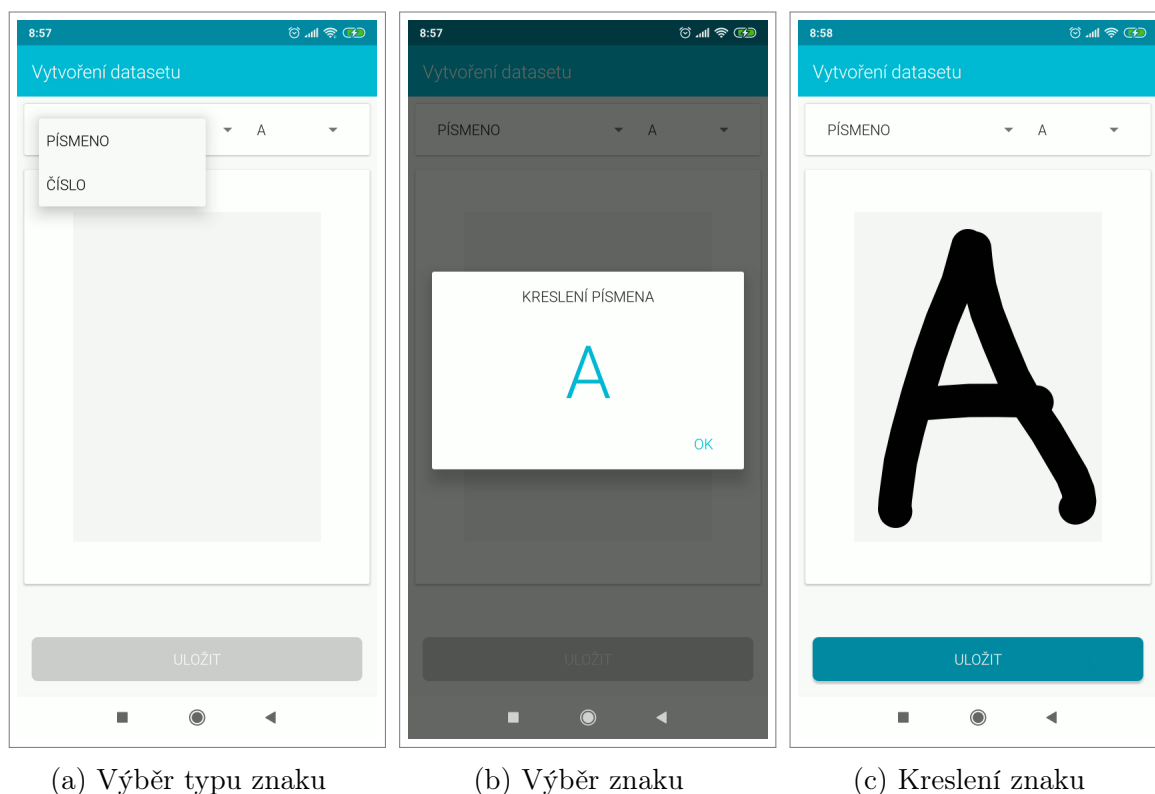 8:57
Vytvoření datasetu
PÍSMENO
A
ČÍSLO
ULOŽIT
(a) Výběr typu znaku
8:57
Vytvoření datasetu
PÍSMENO A
KRESLENÍ PÍSMENA
A
OK
ULOŽIT
(b) Výběr znaku
8:58
Vytvoření datasetu
PÍSMENO A
A
ULOŽIT
(c) Kreslení znaku